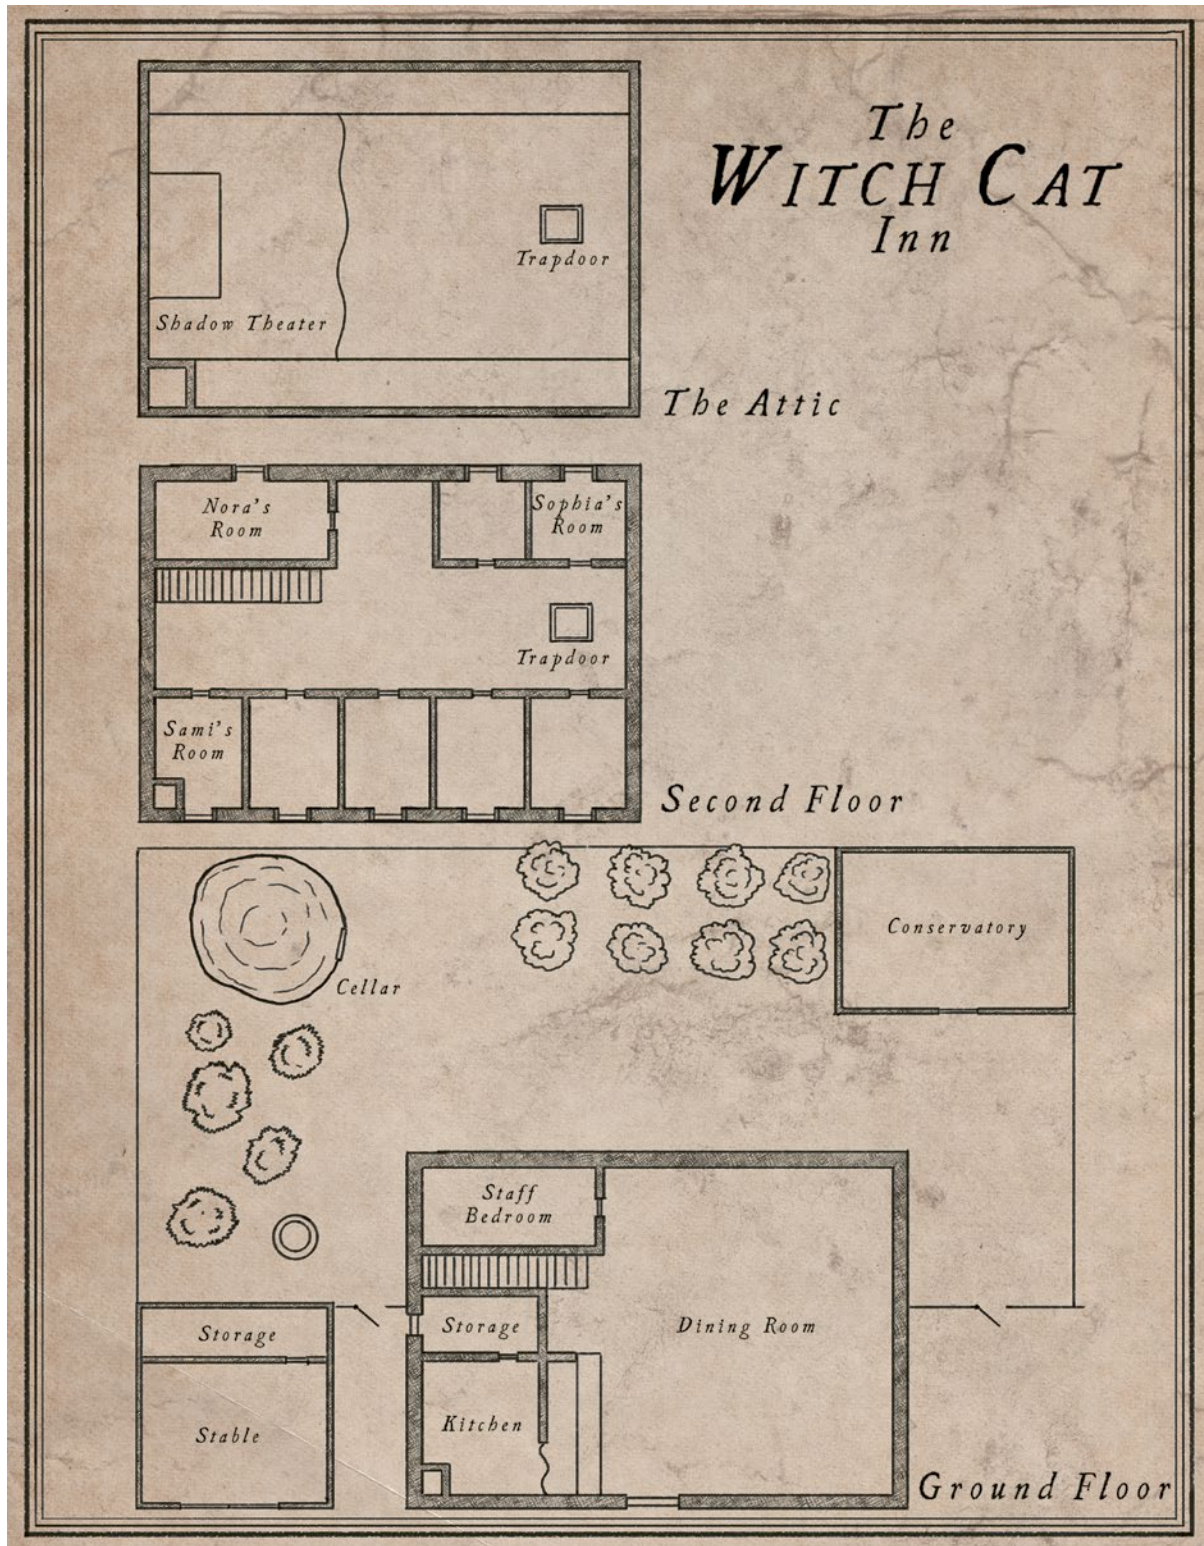 The
WITCH CAT
Inn
Trapdoor
Shadow Theater
The Attic
Nora's
Room
Sophia's
Room
Trapdoor
Sami's
Room
Second Floor
Conservatory
Cellar
Staff
Bedroom
Storage
Storage
Dining Room
Kitchen
Stable
Ground Floor